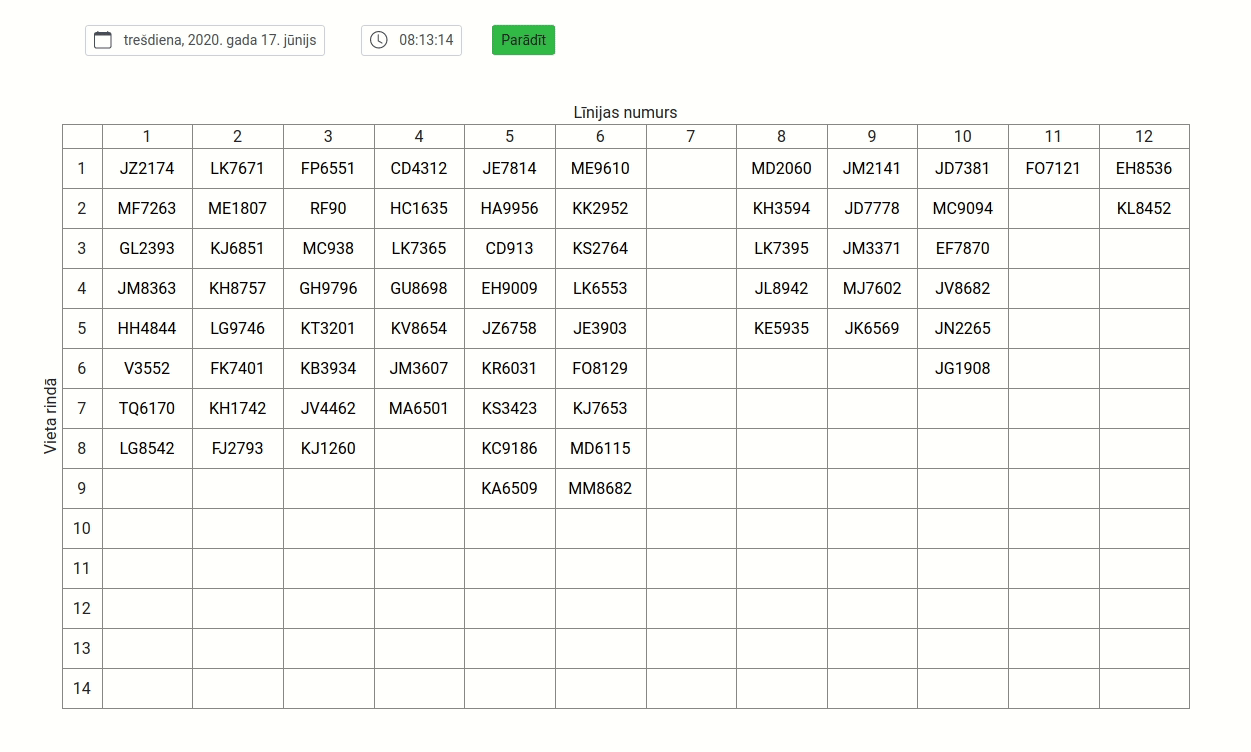 trešdiena, 2020. gada 17. jūnijs 08:13:14 Parādīt
Līnijas numurs
1 2 3 4 5 6 7 8 9 10 11 12
1 JZ2174 LK7671 FP6551 CD4312 JE7814 ME9610 MD2060 JM2141 JD7381 FO7121 EH8536
2 MF7263 ME1807 RF90 HC1635 HA9956 KK2952 KH3594 JD7778 MC9094 KL8452
3 GL2393 KJ6851 MC938 LK7365 CD913 KS2764 LK7395 JM3371 EF7870
4 JM8363 KH8757 GH9796 GU8698 EH9009 LK6553 JL8942 MJ7602 JV8682
5 HH4844 LG9746 KT3201 KV8654 JZ6758 JE3903 KE5935 JK6569 JN2265
6 V3552 FK7401 KB3934 JM3607 KR6031 FO8129 JG1908
7 TQ6170 KH1742 JV4462 MA6501 KS3423 KJ7653
8 LG8542 FJ2793 KJ1260 KC9186 MD6115
9 KA6509 MM8682
10
11
12
13
14
Vieta rindā